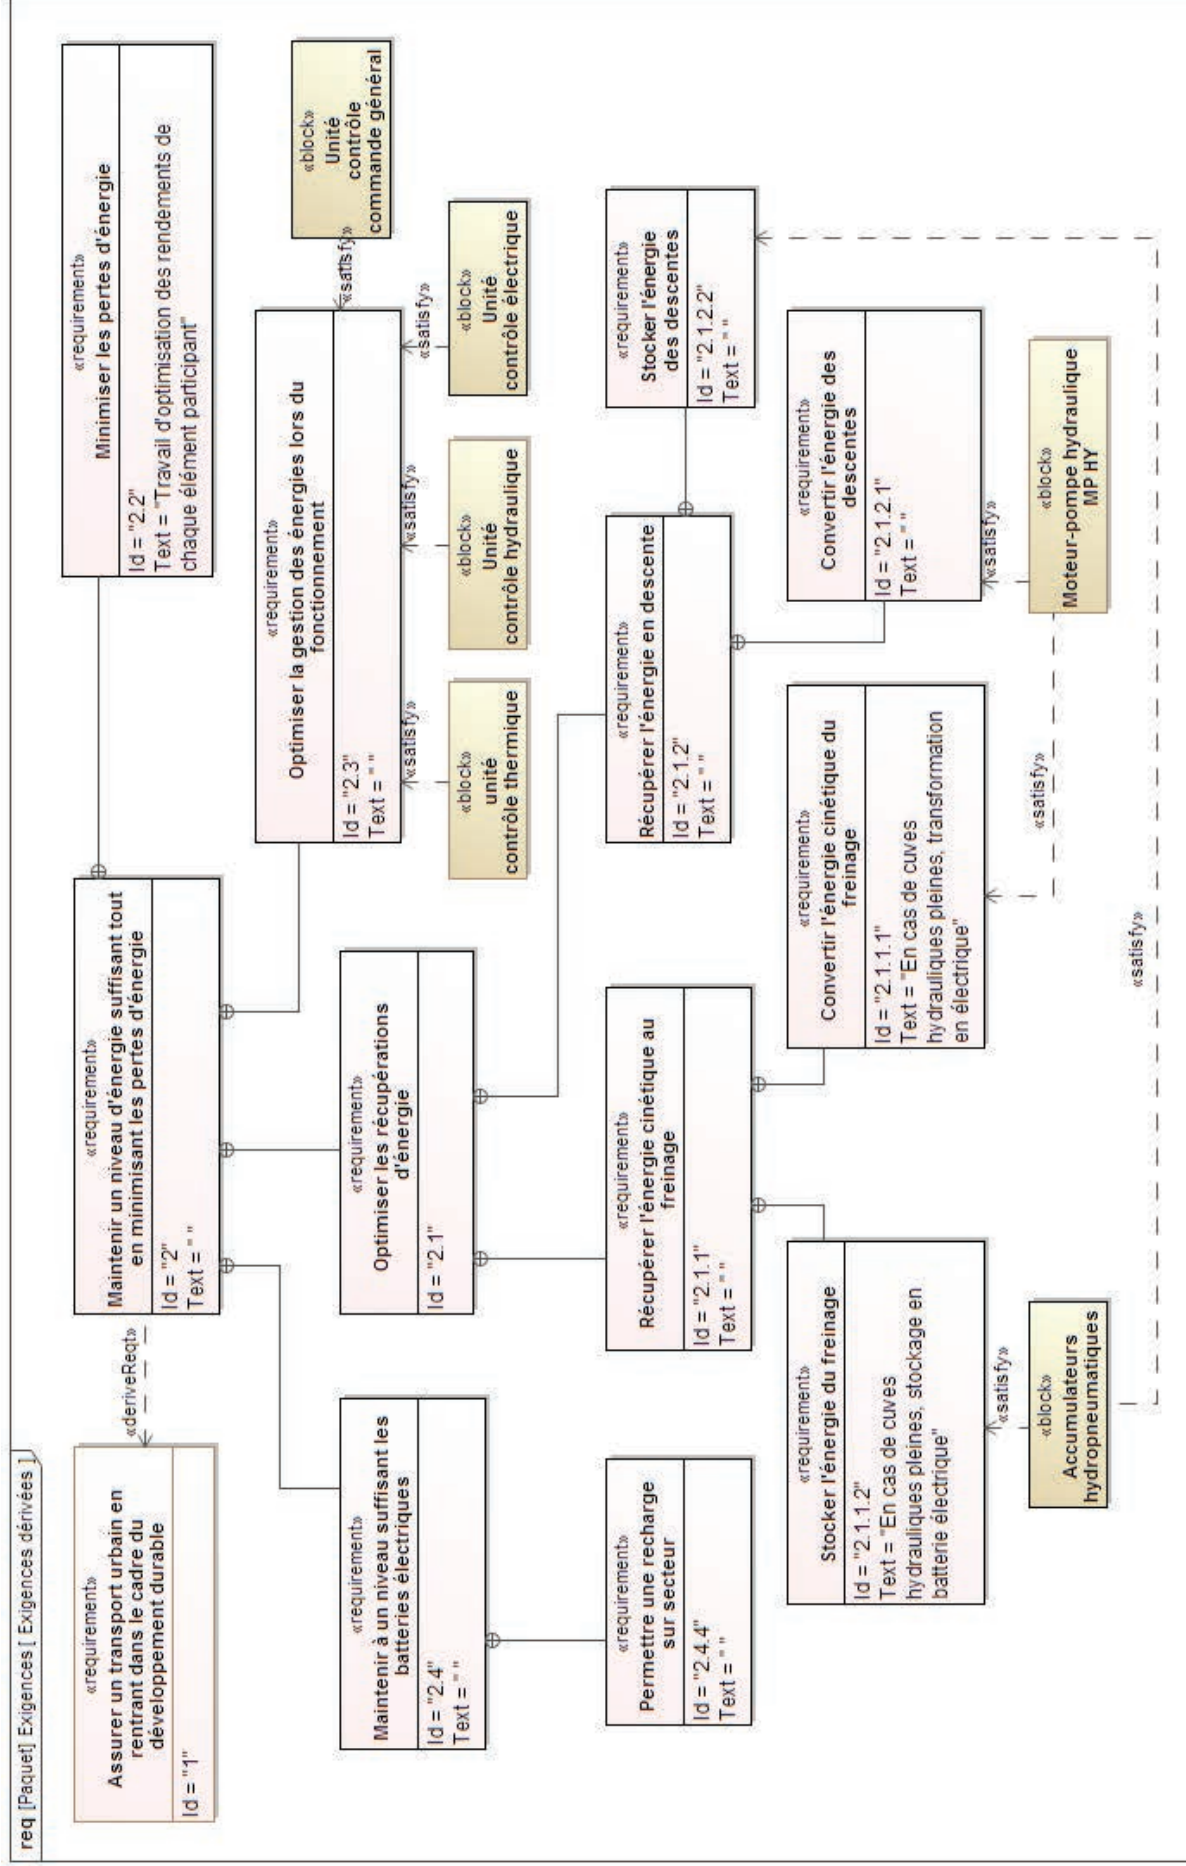 req [Paquet] Exigences [ Exigences dérivées ]
«requirement»
Assurer un transport urbain en
rentrant dans le cadre du
développement durable
Id = "1"
«deriveReqt»
«requirement»
Maintenir un niveau d'énergie suffisant tout
en minimisant les pertes d'énergie
Id = "2"
Text = " "
«requirement»
Minimiser les pertes d'énergie
Id = "2.2"
Text = "Travail d'optimisation des rendements de
chaque élément participant"
«requirement»
Maintenir à un niveau suffisant les
batteries électriques
Id = "2.4"
Text = " "
«requirement»
Optimiser les récupérations
d'énergie
Id = "2.1"
«requirement»
Optimiser la gestion des énergies lors du
fonctionnement
Id = "2.3"
Text = " "
«satisfy»
«block»
Unité
contrôle
commande général
«satisfy»
«satisfy»
«satisfy»
«block»
unité
contrôle thermique
«block»
Unité
contrôle hydraulique
«block»
Unité
contrôle électrique
«requirement»
Permettre une recharge
sur secteur
Id = "2.4.4"
Text = " "
«requirement»
Récupérer l'énergie cinétique au
freinage
Id = "2.1.1"
Text = " "
«requirement»
Récupérer l'énergie en descente
Id = "2.1.2"
Text = " "
«requirement»
Stocker l'énergie
des descentes
Id = "2.1.2.2"
Text = " "
«requirement»
Stocker l'énergie du freinage
Id = "2.1.1.2"
Text = "En cas de cuves
hydrauliques pleines, stockage en
batterie électrique"
«requirement»
Convertir l'énergie cinétique du
freinage
Id = "2.1.1.1"
Text = "En cas de cuves
hydrauliques pleines, transformation
en électrique"
«requirement»
Convertir l'énergie des
descentes
Id = "2.1.2.1"
Text = " "
«satisfy»
«satisfy»
«satisfy»
«block»
Accumulateurs
hydropneumatiques
«block»
Moteur-pompe hydraulique
MP HY
«satisfy»